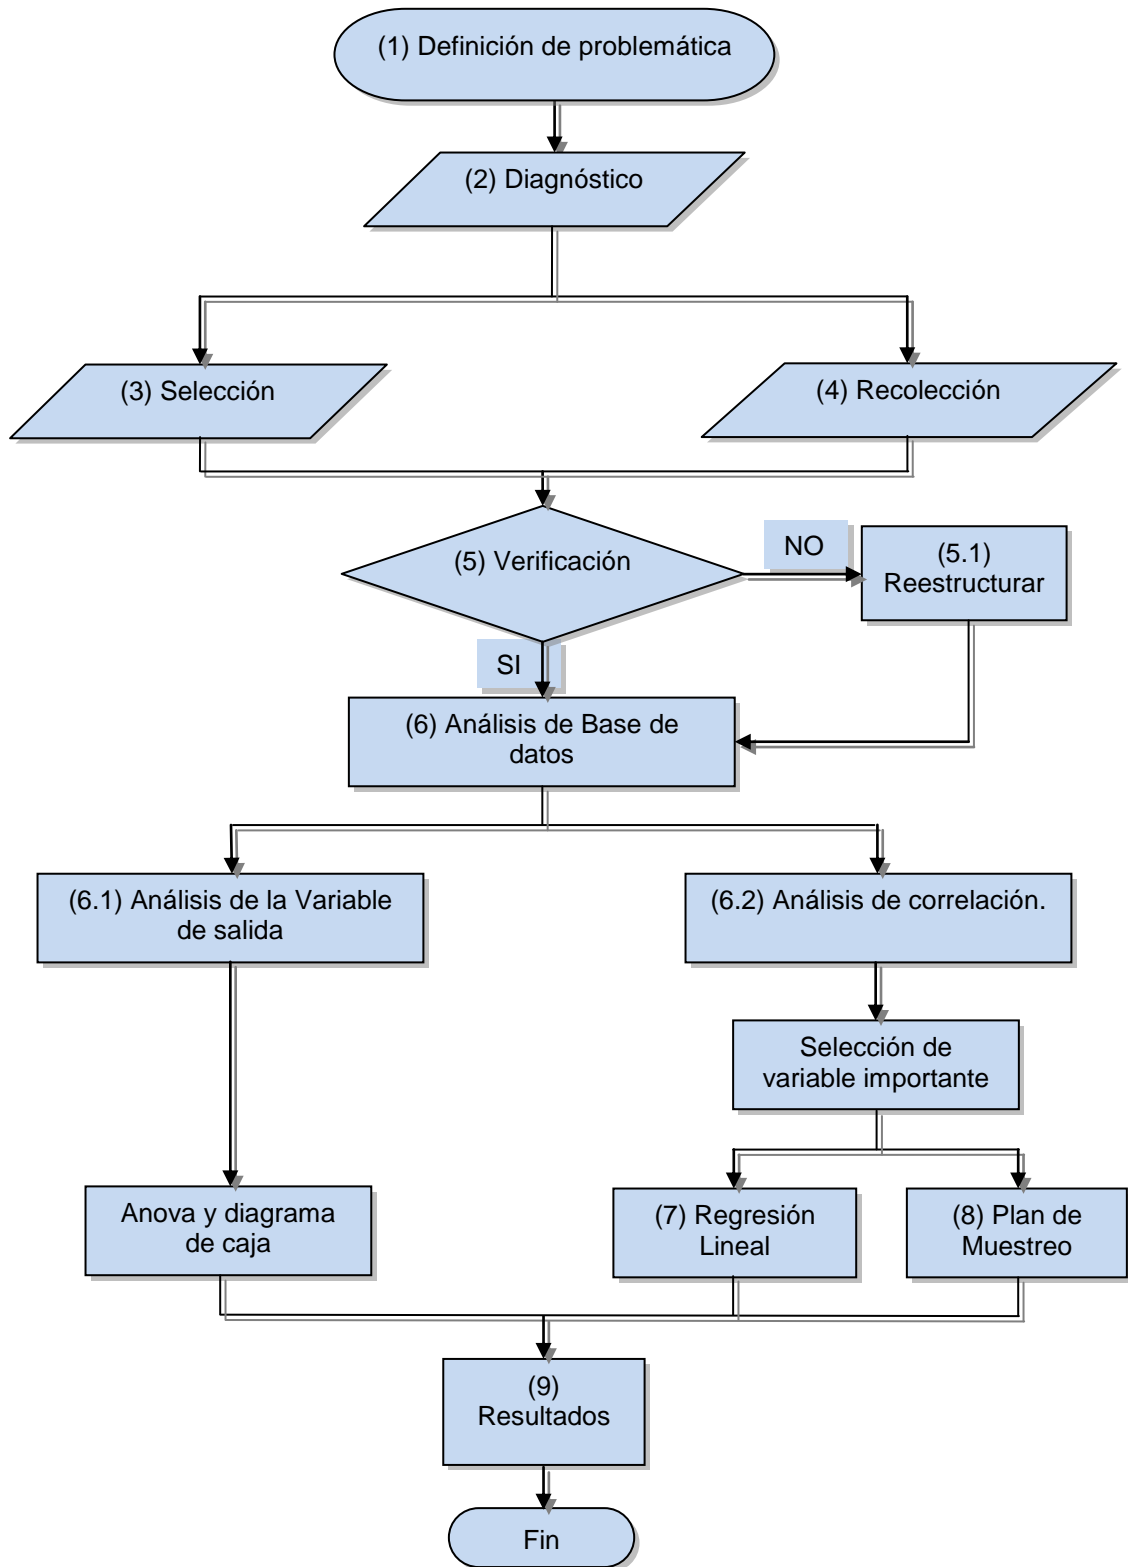 (1) Definición de problemática
(2) Diagnóstico
(3) Selección
(4) Recolección
(5) Verificación
NO
(5.1)
Reestructurar
SI
(6) Análisis de Base de
datos
(6.1) Análisis de la Variable
de salida
(6.2) Análisis de correlación.
Selección de
variable importante
Anova y diagrama
de caja
(7) Regresión
Lineal
(8) Plan de
Muestreo
(9)
Resultados
Fin